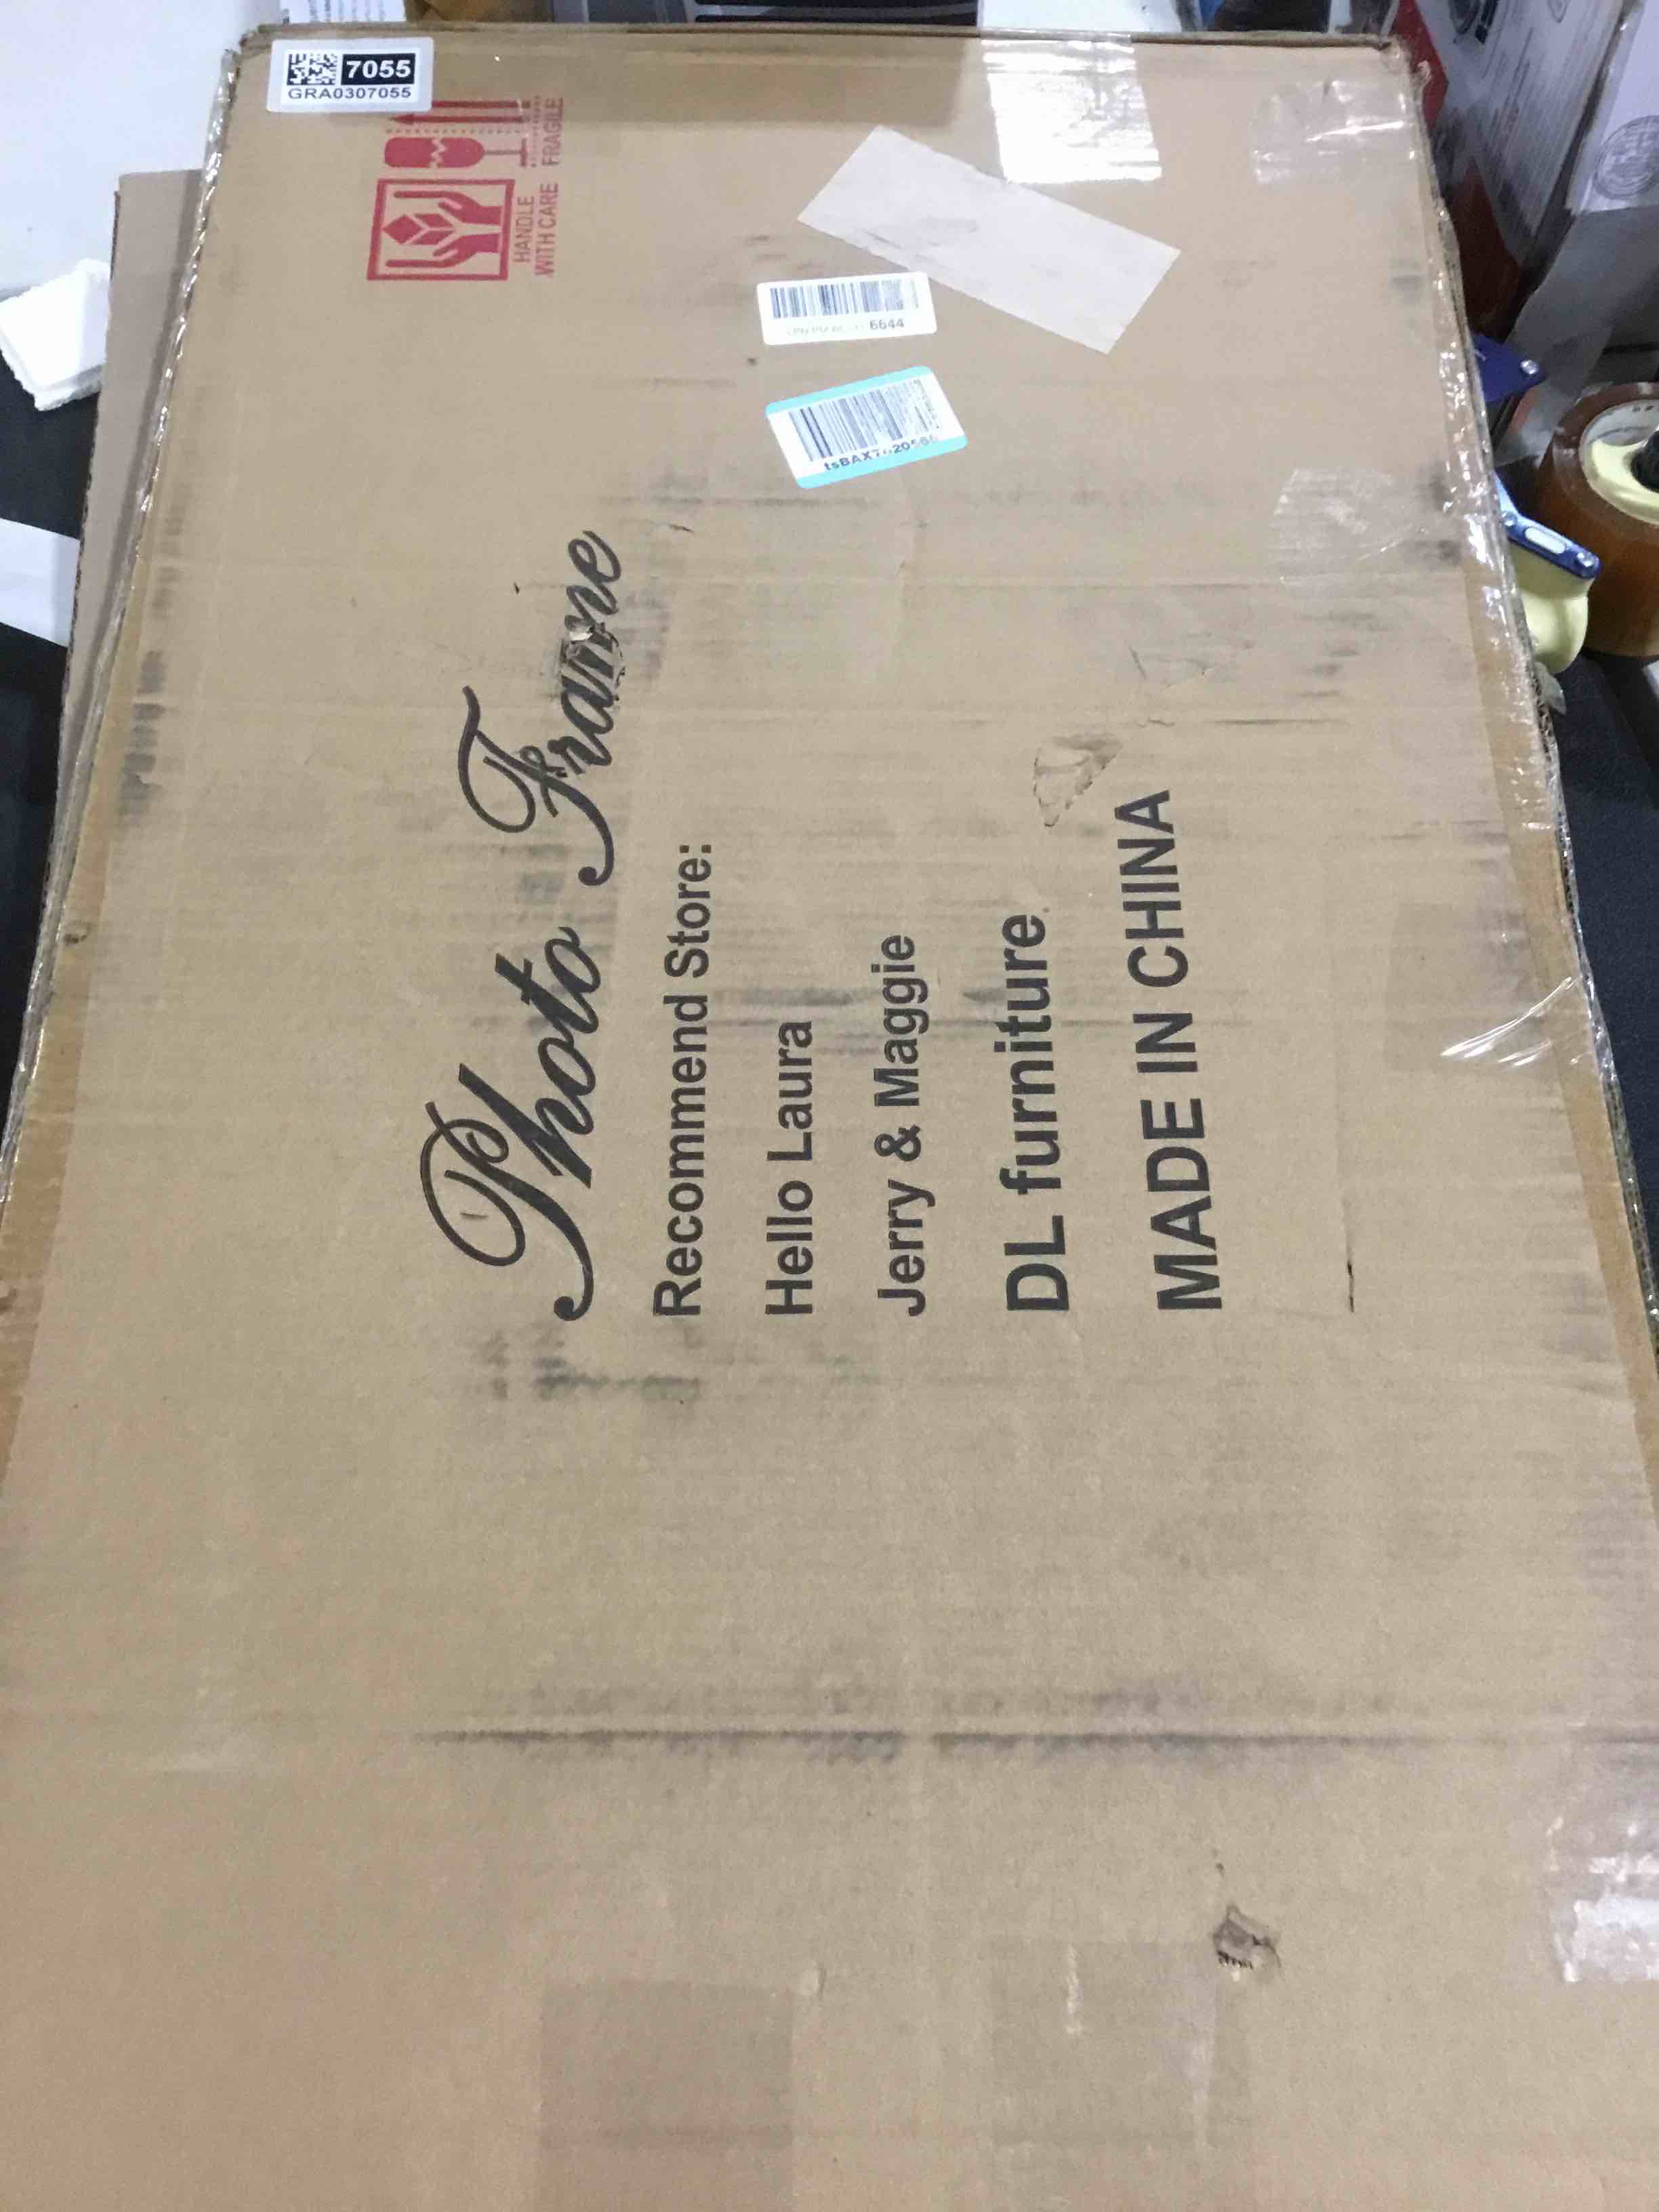 7055
GRA0307055
HANDLE
WITH CARE
FRAGILE
6644
Photo Frame
Recommend Store:
Hello Laura
Jerry & Maggie
DL furniture
MADE IN CHINA